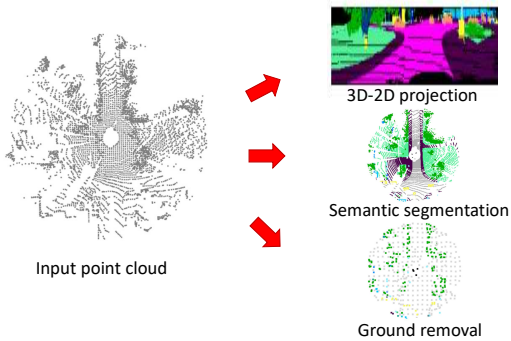 3D-2D projection
Semantic segmentation
Input point cloud
Ground removal